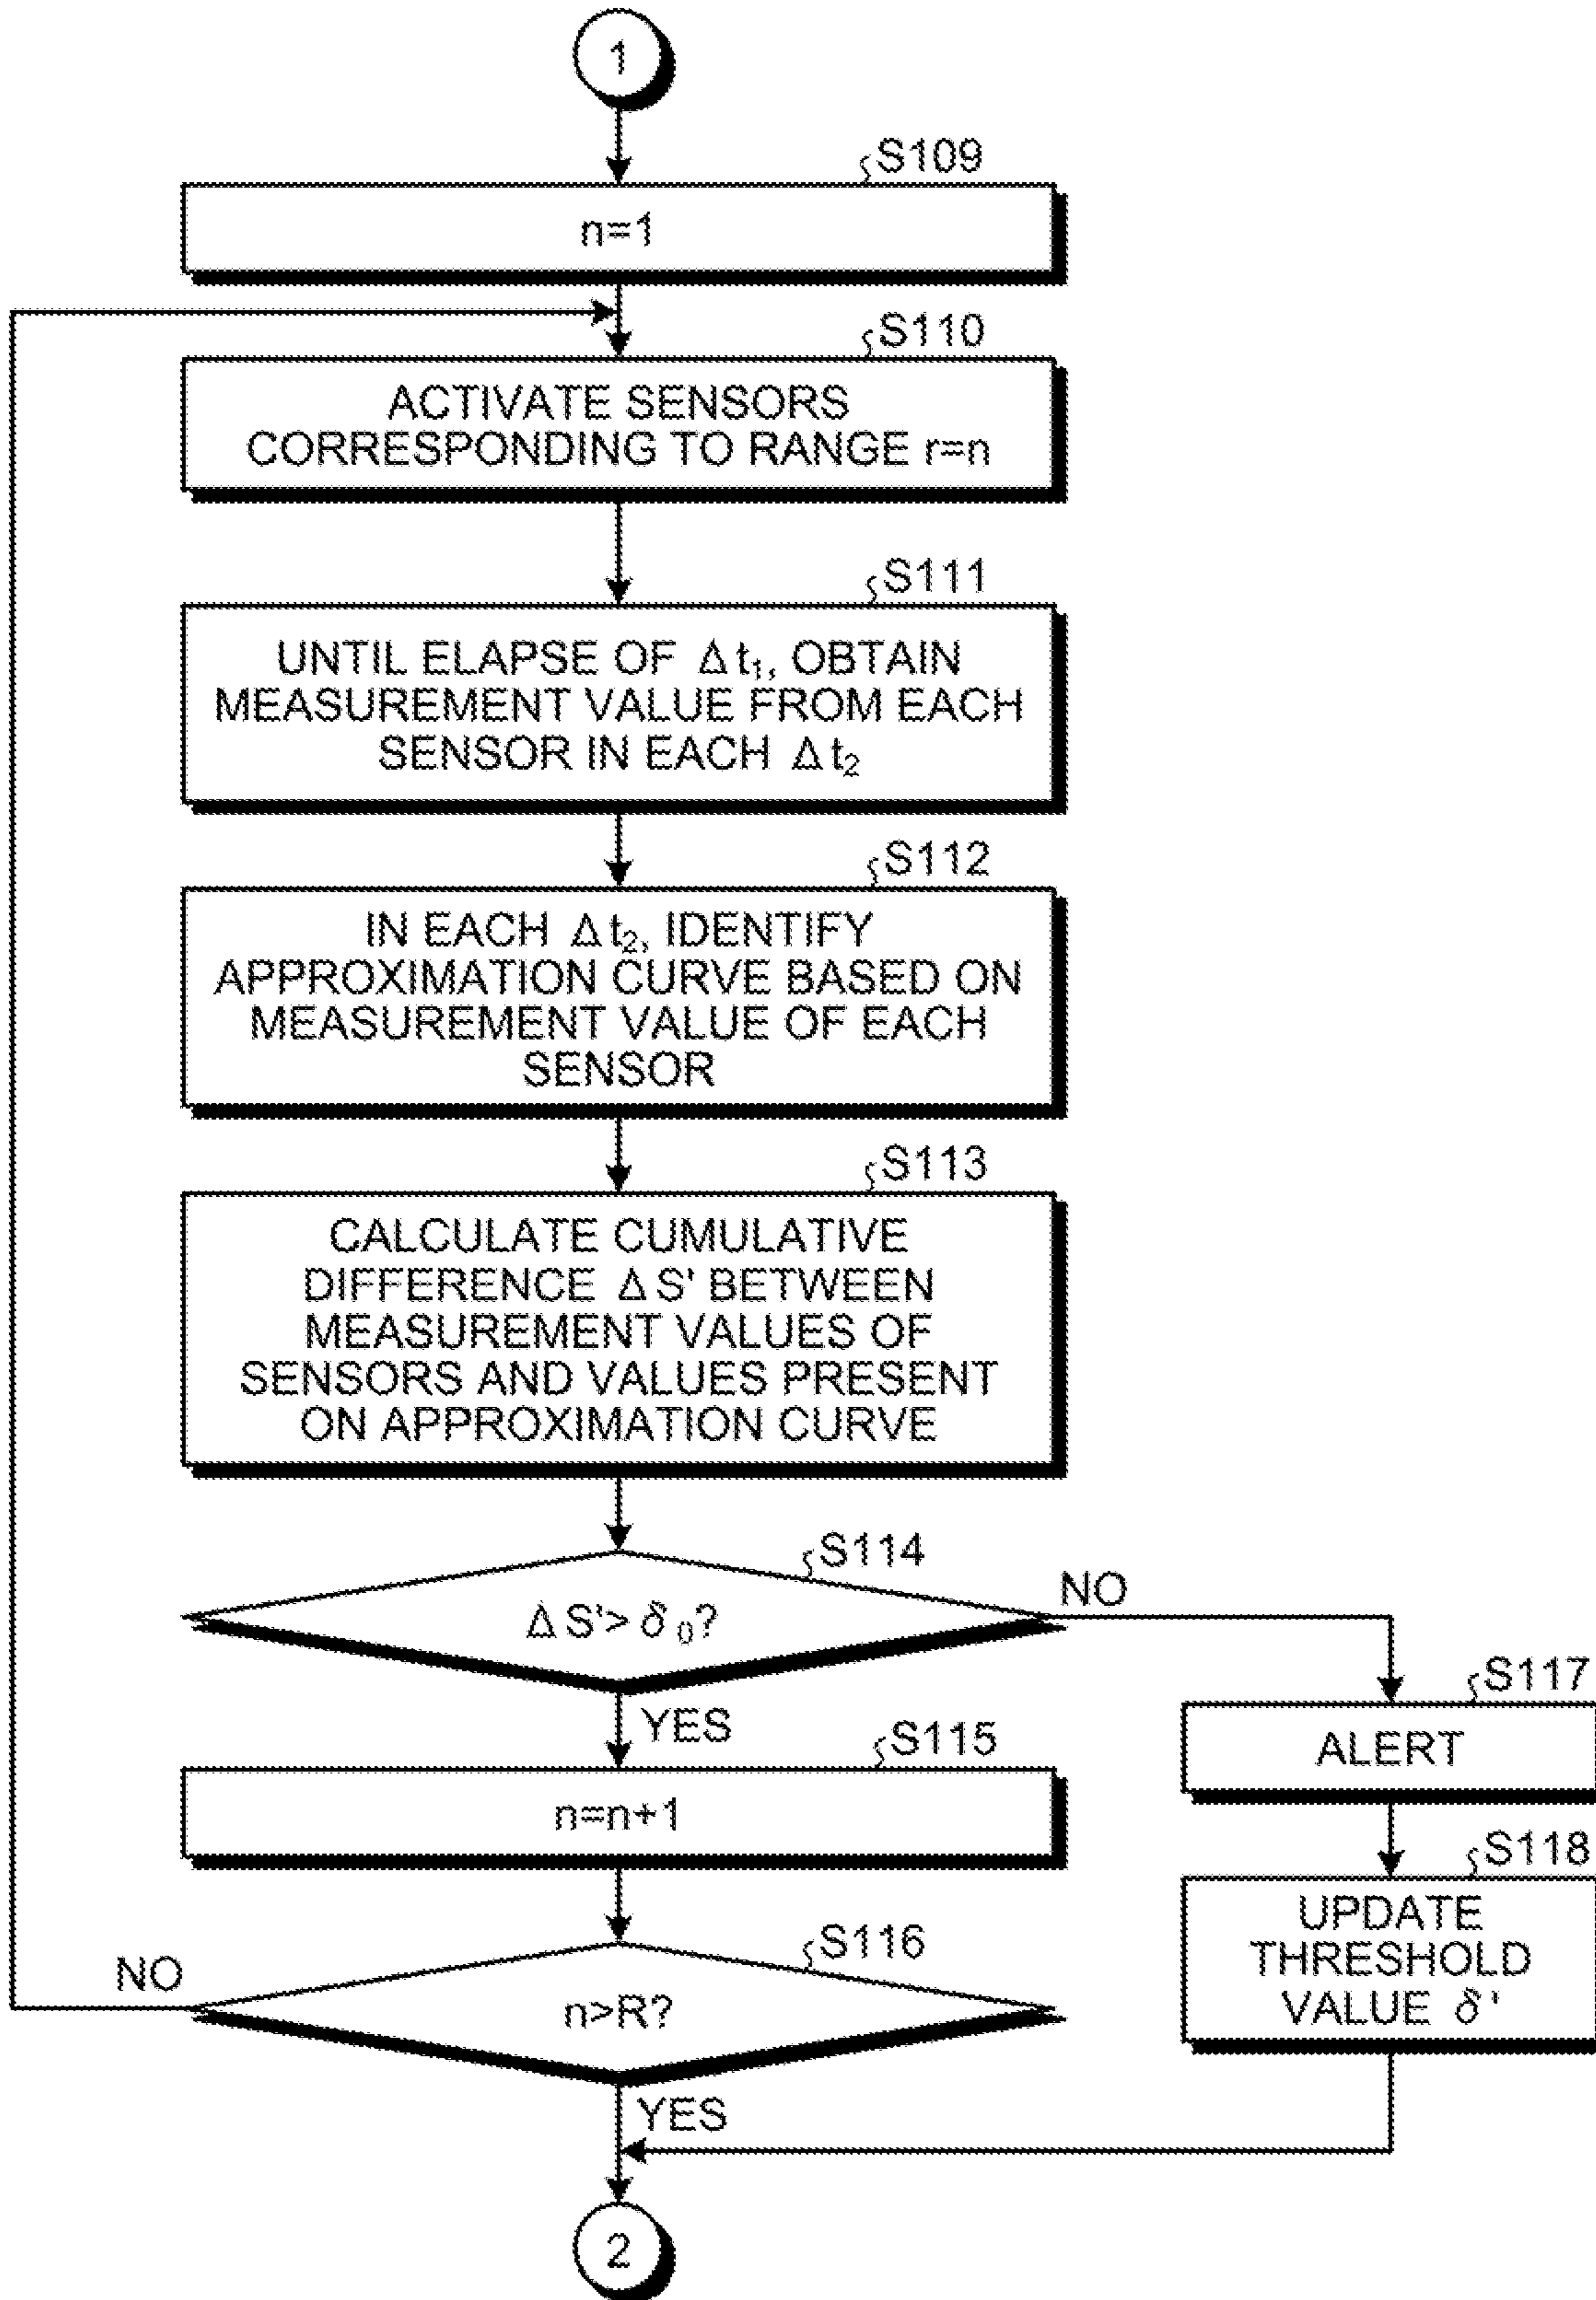 1
S109
n=1
S110
ACTIVATE SENSORS
CORRESPONDING TO RANGE r=n
S111
UNTIL ELAPSE OF Δt₁, OBTAIN
MEASUREMENT VALUE FROM EACH
SENSOR IN EACH Δt₂
S112
IN EACH Δt₂, IDENTIFY
APPROXIMATION CURVE BASED ON
MEASUREMENT VALUE OF EACH
SENSOR
S113
CALCULATE CUMULATIVE
DIFFERENCE ΔS' BETWEEN
MEASUREMENT VALUES OF
SENSORS AND VALUES PRESENT
ON APPROXIMATION CURVE
S114
ΔS'>δ₀?
NO
YES
S115
n=n+1
S116
n>R?
NO
YES
S117
ALERT
S118
UPDATE
THRESHOLD
VALUE δ'
2